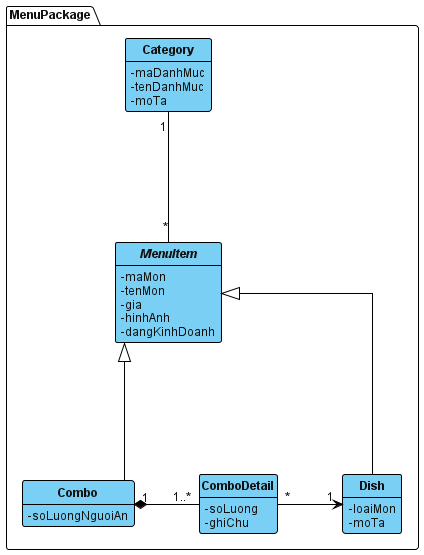 MenuPackage
Category
-maDanhMuc
-tenDanhMuc
-moTa
1
*
MenuItem
-maMon
-tenMon
-gia
-hinhAnh
-dangKinhDoanh
Combo
-soLuongNguoiAn
1
1..*
ComboDetail
-soLuong
-ghiChu
*
1
Dish
-loaiMon
-moTa